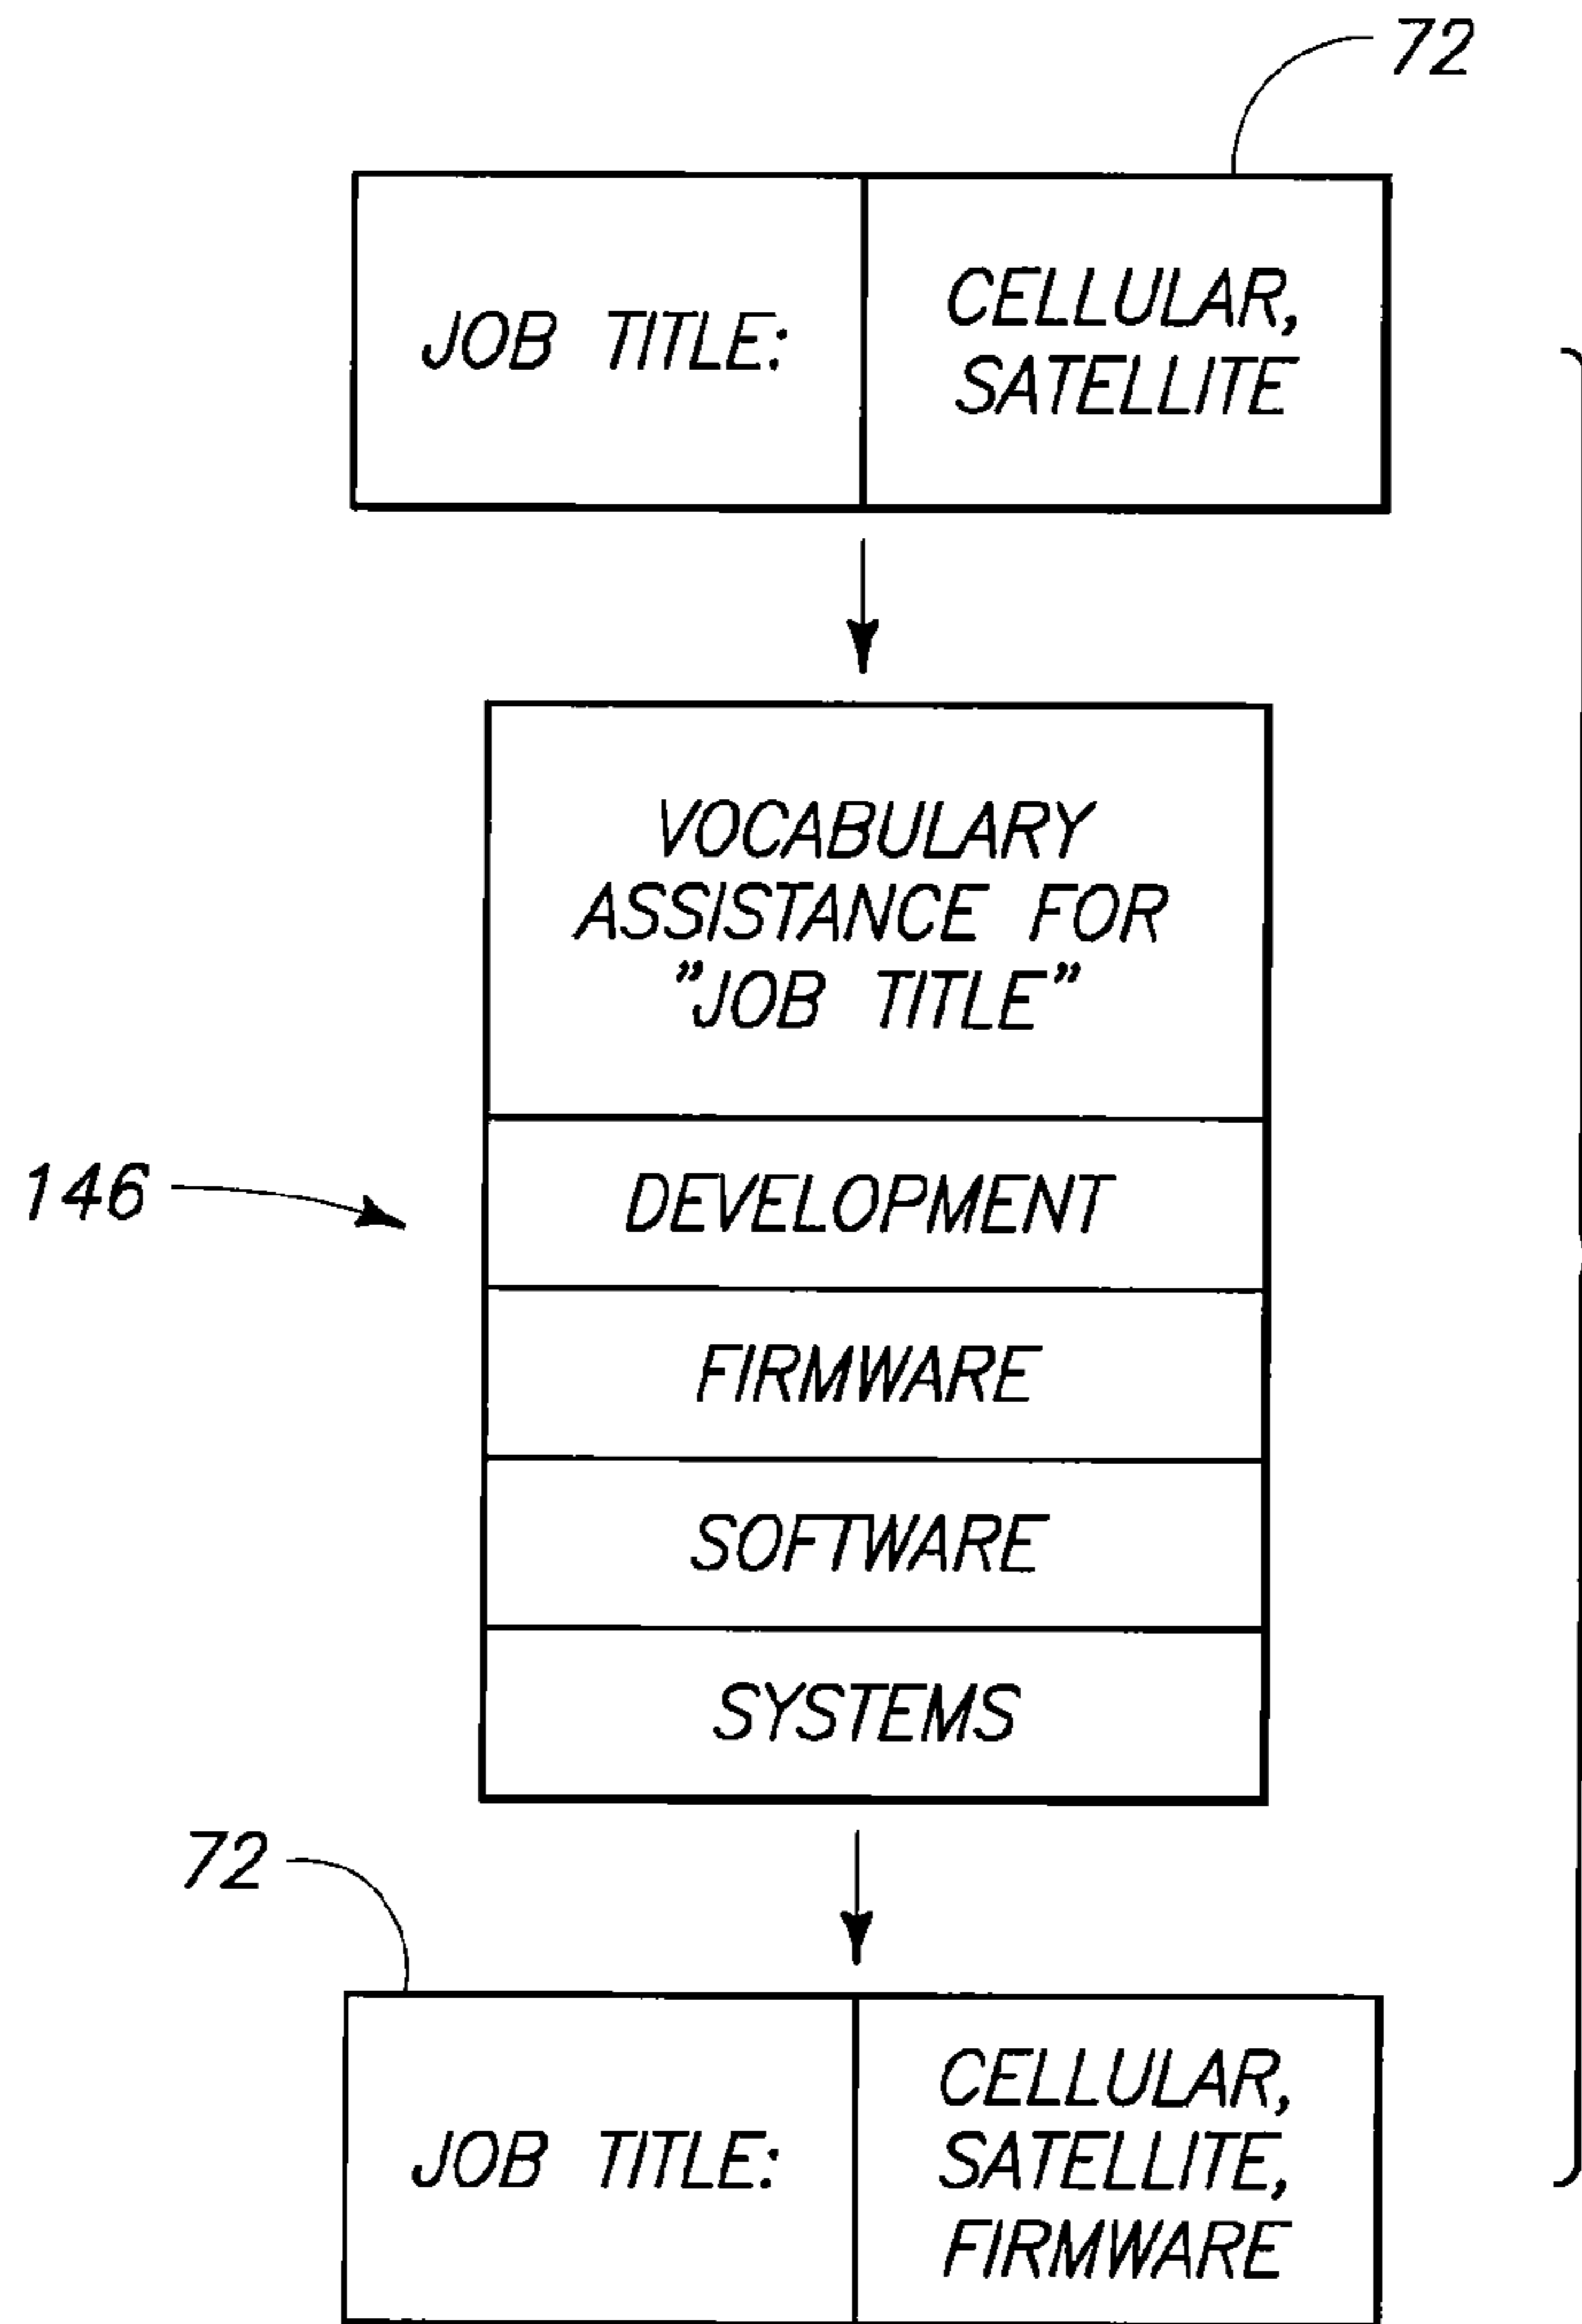 72
JOB TITLE:
CELLULAR,
SATELLITE
VOCABULARY
ASSISTANCE FOR
"JOB TITLE"
146
DEVELOPMENT
FIRMWARE
SOFTWARE
SYSTEMS
72
JOB TITLE:
CELLULAR,
SATELLITE,
FIRMWARE